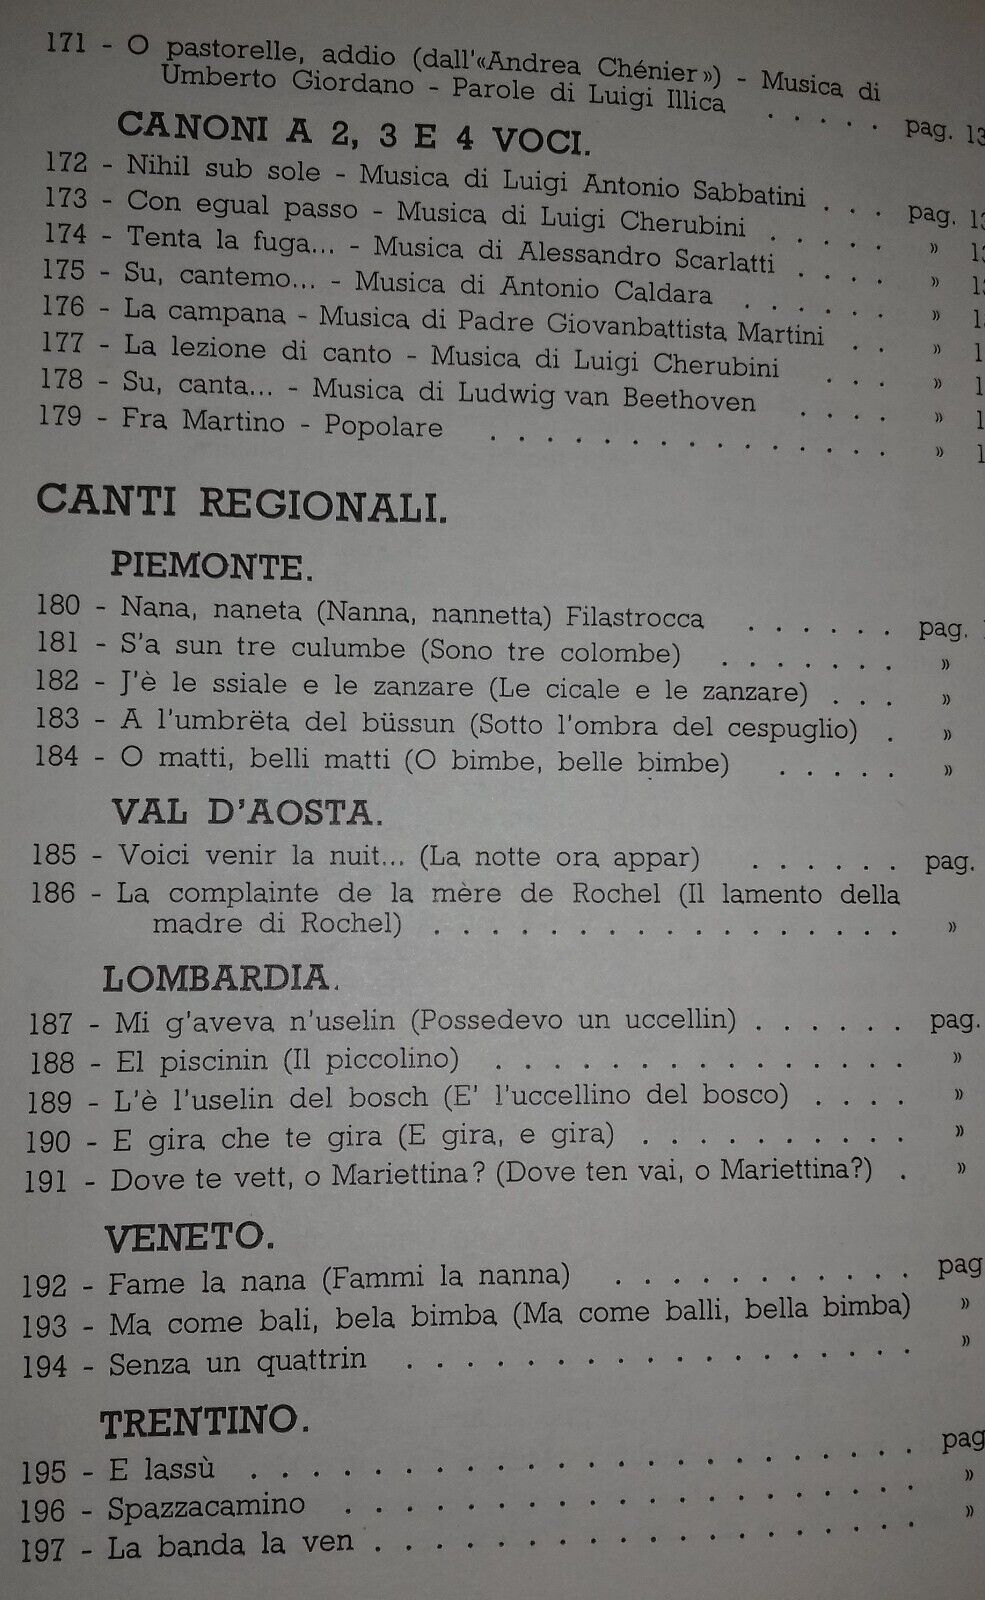 171 - O pastorelle, addio (dall'«Andrea Chénier») - Musica di
Umberto Giordano - Parole di Luigi Illica . . . . . pag. 13
CANONI A 2, 3 E 4 VOCI.
172 - Nihil sub sole - Musica di Luigi Antonio Sabbatini . . . pag. 13
173 - Con egual passo - Musica di Luigi Cherubini . . . . . » 13
174 - Tenta la fuga... - Musica di Alessandro Scarlatti . . . . » 13
175 - Su, cantemo... - Musica di Antonio Caldara . . . . . . » 1
176 - La campana - Musica di Padre Giovanbattista Martini . . » 1
177 - La lezione di canto - Musica di Luigi Cherubini . . . » 1
178 - Su, canta... - Musica di Ludwig van Beethoven . . . . » 1
179 - Fra Martino - Popolare . . . . . . . . . . . . . . . » 1
CANTI REGIONALI.
PIEMONTE.
180 - Nana, naneta (Nanna, nannetta) Filastrocca . . . . . . pag.
181 - S'a sun tre culumbe (Sono tre colombe) . . . . . . . »
182 - J'è le ssiale e le zanzare (Le cicale e le zanzare) . . . »
183 - A l'umbrëta del büssun (Sotto l'ombra del cespuglio) . »
184 - O matti, belli matti (O bimbe, belle bimbe) . . . . . »
VAL D'AOSTA.
185 - Voici venir la nuit... (La notte ora appar) . . . . . . pag.
186 - La complainte de la mère de Rochel (Il lamento della
madre di Rochel) . . . . . . . . . . . . . . . . . »
LOMBARDIA.
187 - Mi g'aveva n'uselin (Possedevo un uccellin) . . . . . . pag.
188 - El piscinin (Il piccolino) . . . . . . . . . . . . . . . »
189 - L'è l'uselin del bosch (E' l'uccellino del bosco) . . . . »
190 - E gira che te gira (E gira, e gira) . . . . . . . . . . »
191 - Dove te vett, o Mariettina? (Dove ten vai, o Mariettina?) . »
VENETO.
192 - Fame la nana (Fammi la nanna) . . . . . . . . . . . pag
193 - Ma come bali, bela bimba (Ma come balli, bella bimba) »
194 - Senza un quattrin . . . . . . . . . . . . . . . . . . »
TRENTINO.
195 - E lassù . . . . . . . . . . . . . . . . . . . . . . pag
196 - Spazzacamino . . . . . . . . . . . . . . . . . . . »
197 - La banda la ven . . . . . . . . . . . . . . . . . . »